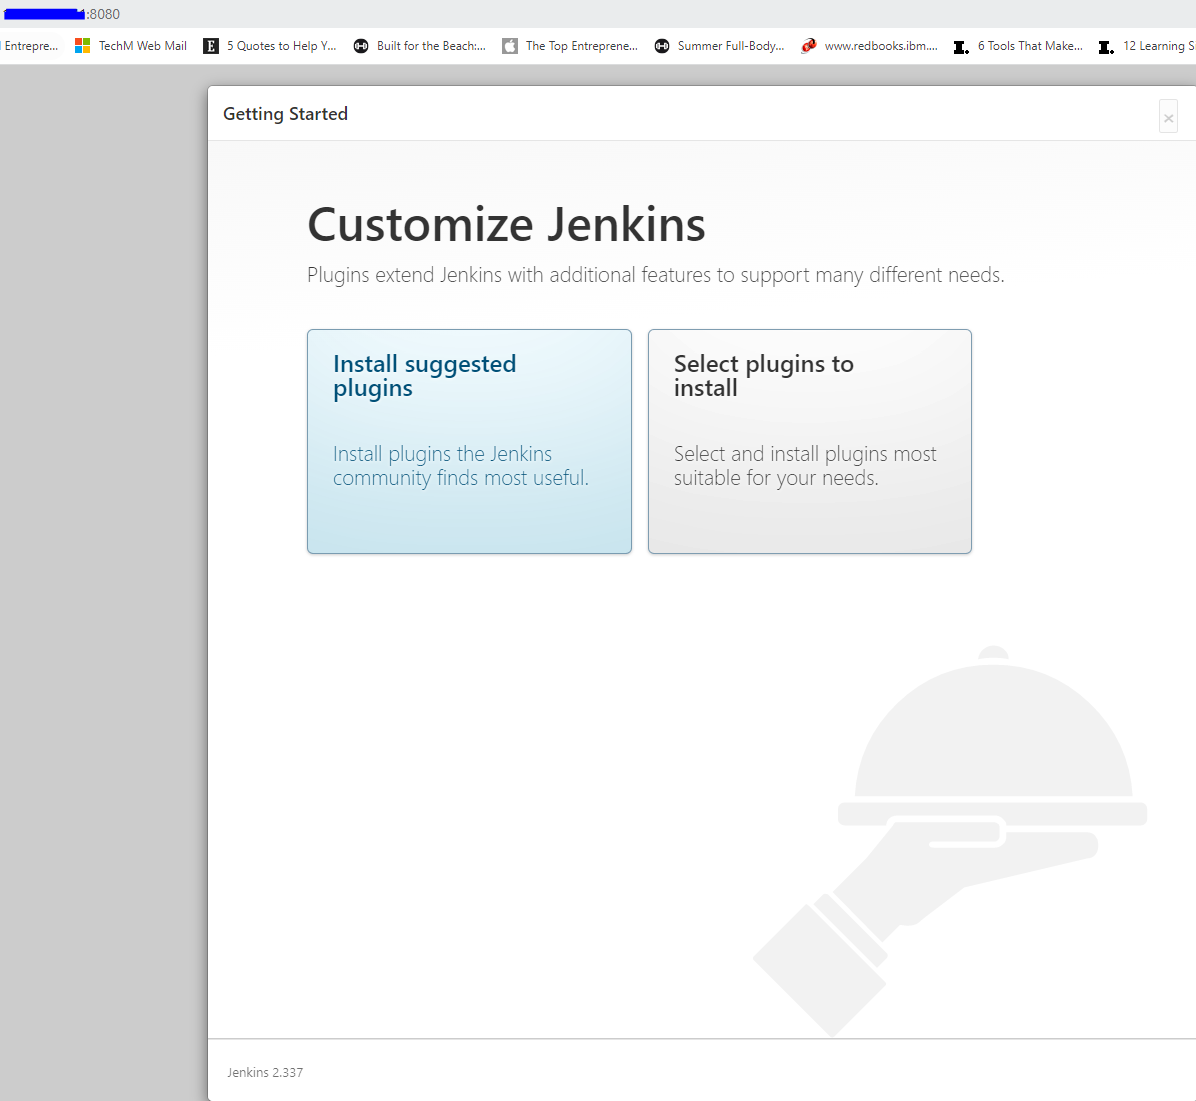 :8080
Entrepre...
TechM Web Mail
5 Quotes to Help Y...
Built for the Beach:...
The Top Entreprene...
Summer Full-Body...
www.redbooks.ibm....
6 Tools That Make...
12 Learning S
Getting Started
×
Customize Jenkins
Plugins extend Jenkins with additional features to support many different needs.
Install suggested
plugins
Install plugins the Jenkins
community finds most useful.
Select plugins to
install
Select and install plugins most
suitable for your needs.
Jenkins 2.337